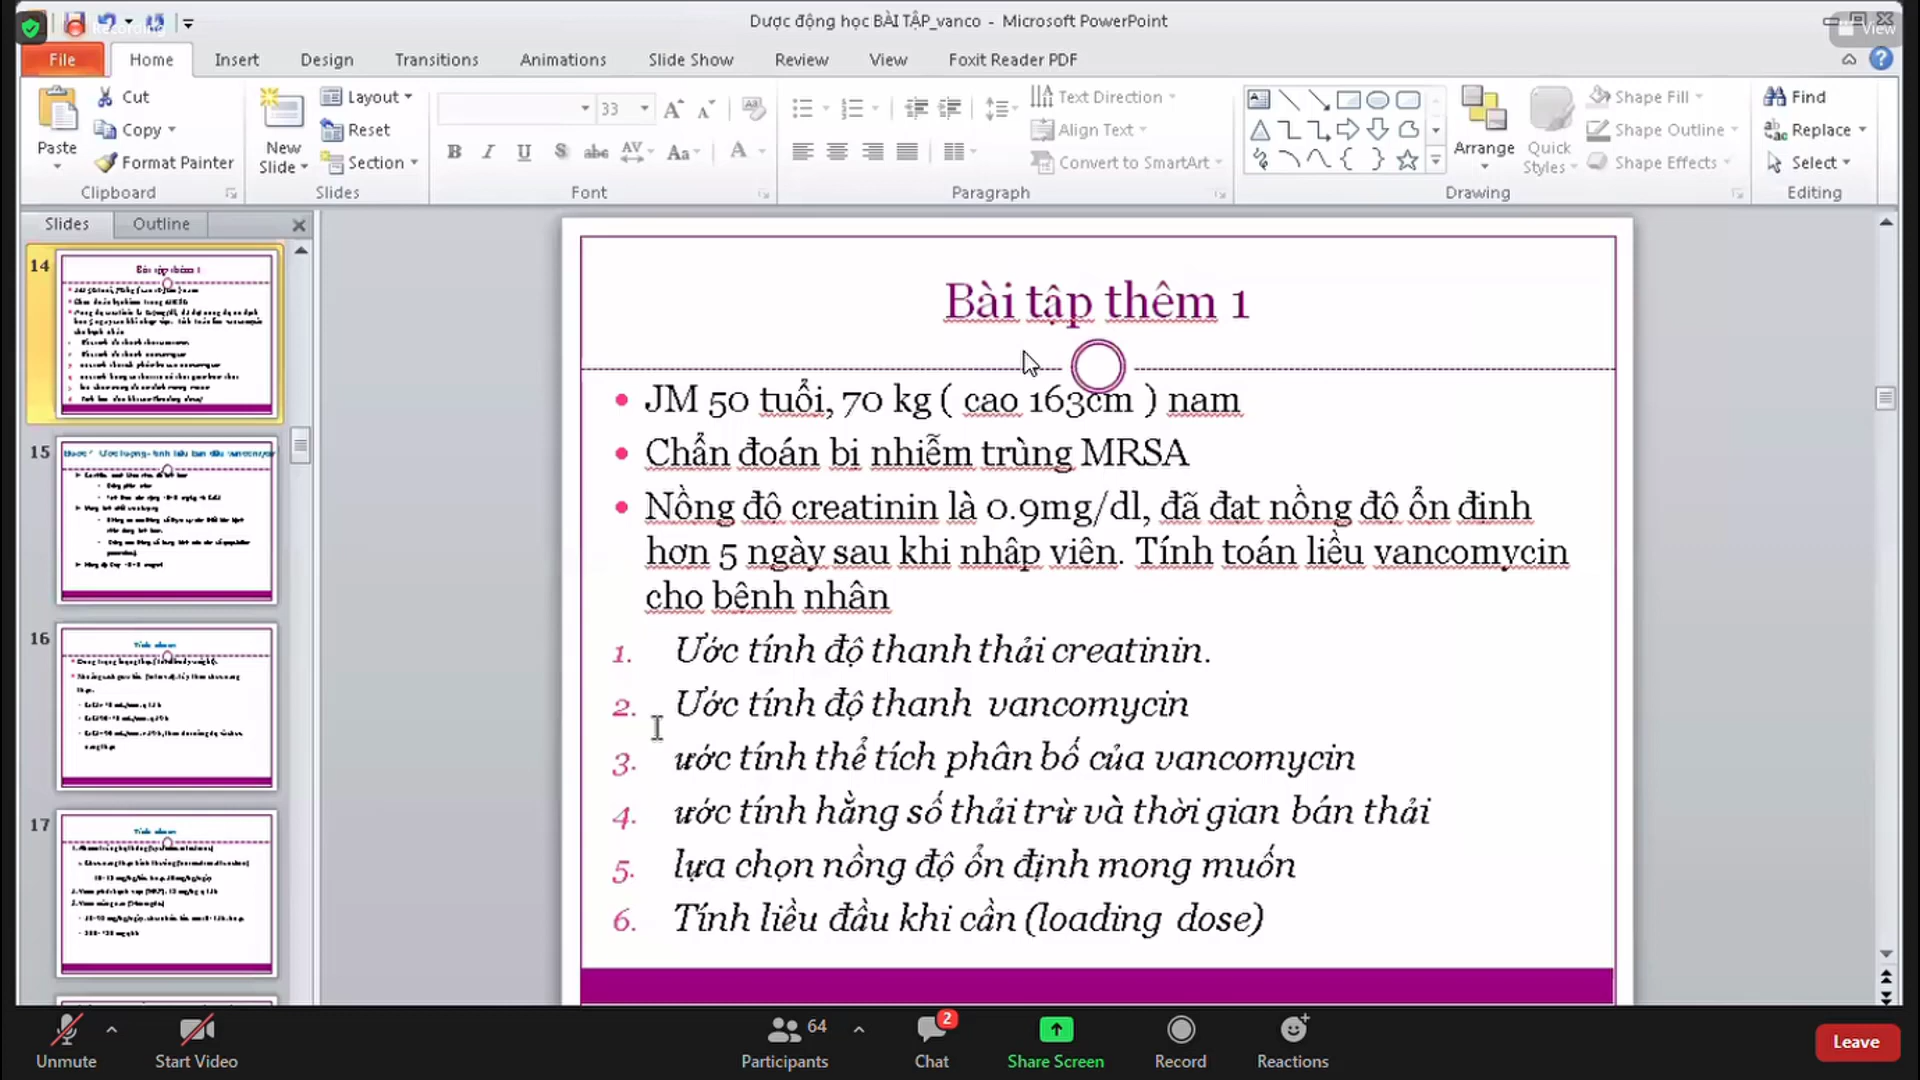 Dược động học BÀI TẬP_vanco - Microsoft PowerPoint
Recording
View
File Home Insert Design Transitions Animations Slide Show Review View Foxit Reader PDF
Paste
Cut
Copy
Format Painter
Clipboard
New Slide
Layout
Reset
Section
Slides
33
Font
Text Direction
Align Text
Convert to SmartArt
Paragraph
Arrange
Quick Styles
Shape Fill
Shape Outline
Shape Effects
Drawing
Find
Replace
Select
Editing
Slides Outline
14
Bài tập thêm 1
15
16
17
Bài tập thêm 1
• JM 50 tuổi, 70 kg ( cao 163cm ) nam
• Chẩn đoán bị nhiễm trùng MRSA
• Nồng độ creatinin là 0.9mg/dl, đã đạt nồng độ ổn định
hơn 5 ngày sau khi nhập viện. Tính toán liều vancomycin
cho bệnh nhân
1. Ước tính độ thanh thải creatinin.
2. Ước tính độ thanh vancomycin
3. ước tính thể tích phân bố của vancomycin
4. ước tính hằng số thải trừ và thời gian bán thải
5. lựa chọn nồng độ ổn định mong muốn
6. Tính liều đầu khi cần (loading dose)
Unmute
Start Video
64
Participants
2
Chat
Share Screen
Record
Reactions
Leave